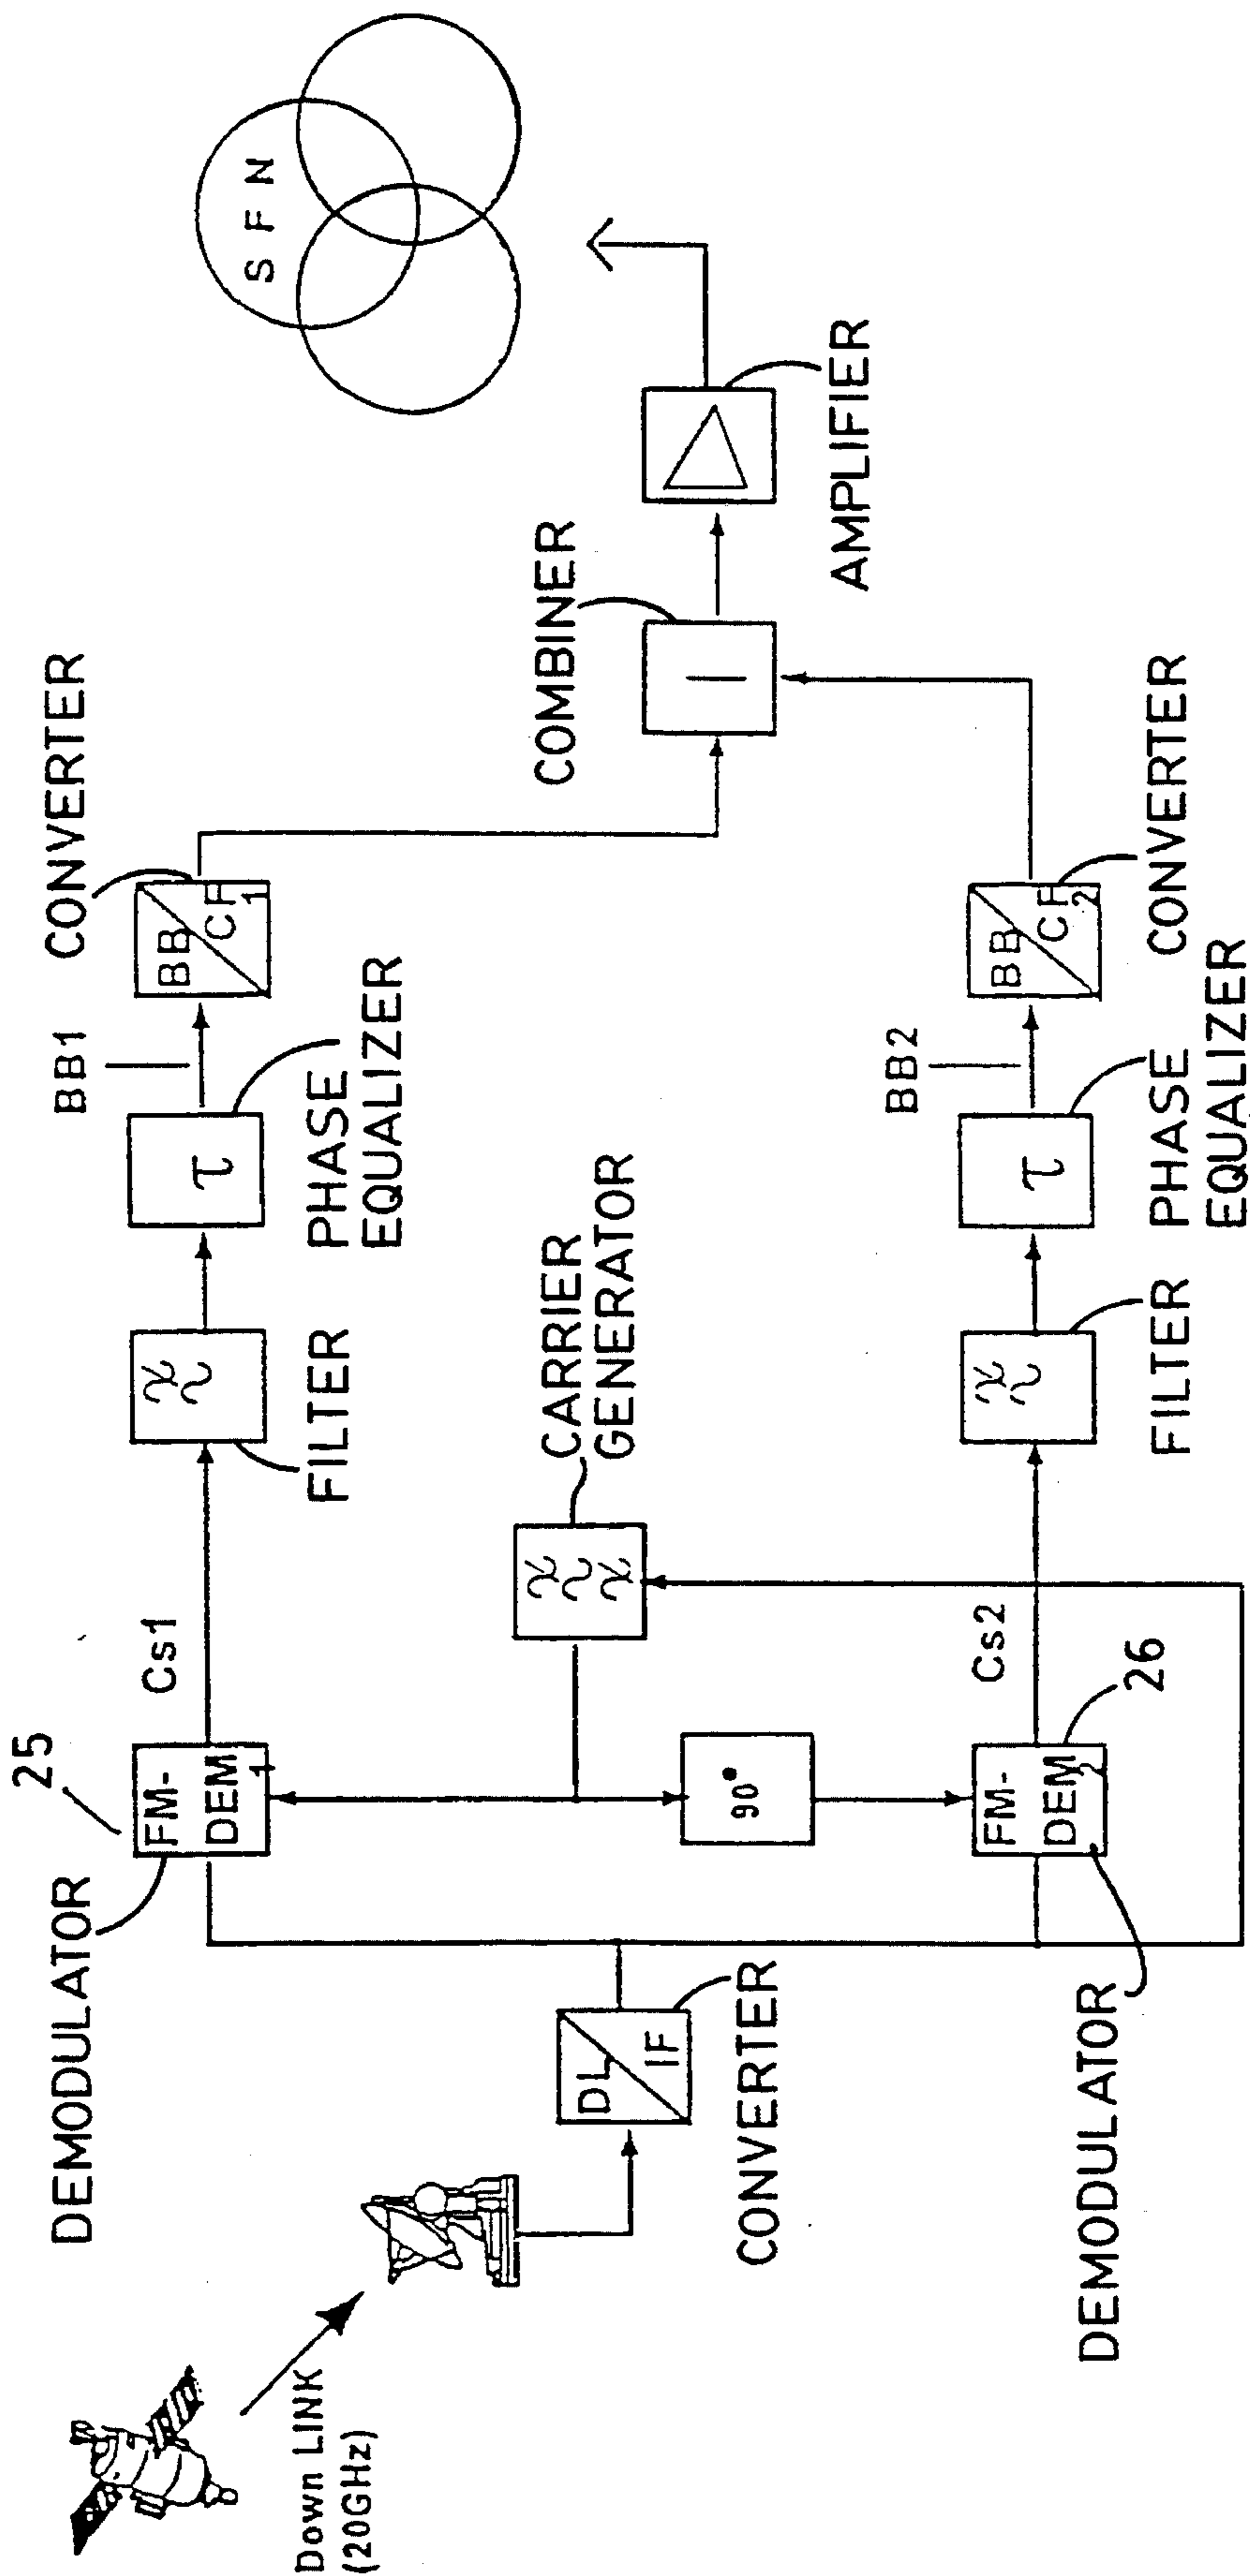 Down LINK
(20GHz)
DEMODULATOR
25
FM-
DEM
1
Cs1
FILTER
PHASE
EQUALIZER
τ
BB1
CONVERTER
BB
CF
1
SFN
DL
IF
CONVERTER
90°
CARRIER
GENERATOR
COMBINER
AMPLIFIER
DEMODULATOR
FM-
DEM
2
26
Cs2
FILTER
PHASE
EQUALIZER
τ
BB2
CONVERTER
BB
CF
2